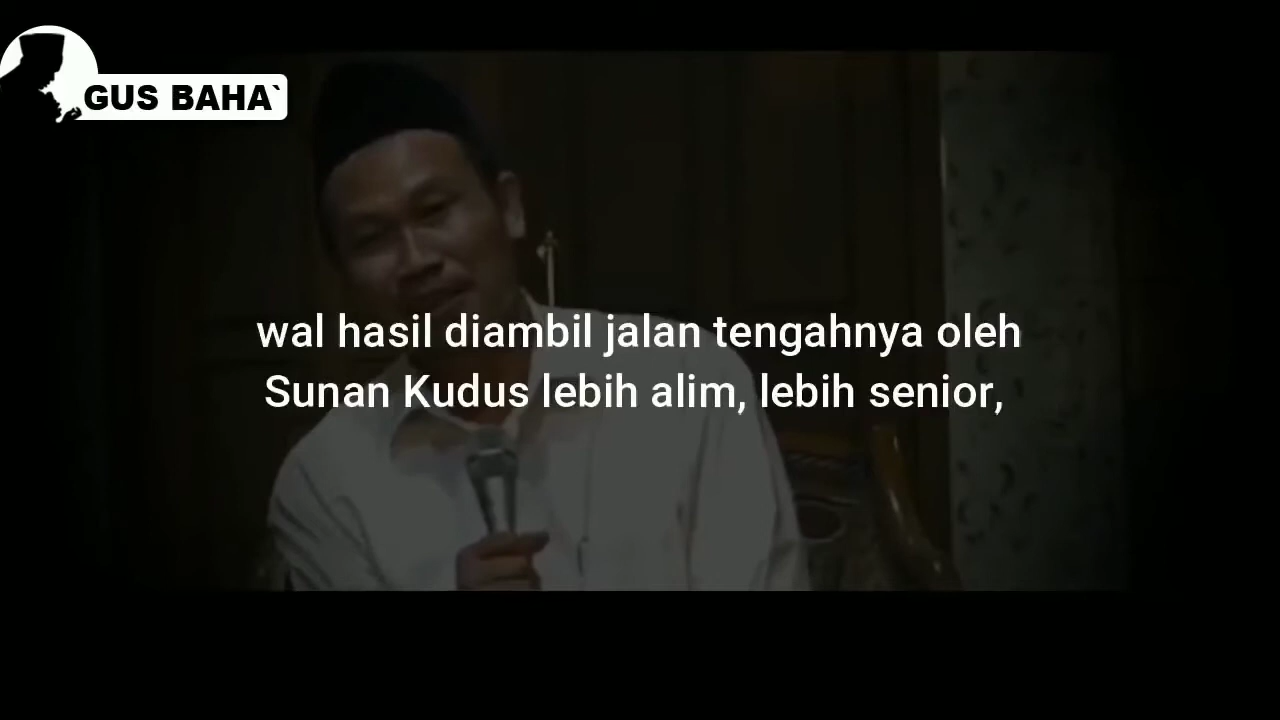 GUS BAHA`
wal hasil diambil jalan tengahnya oleh
Sunan Kudus lebih alim, lebih senior,